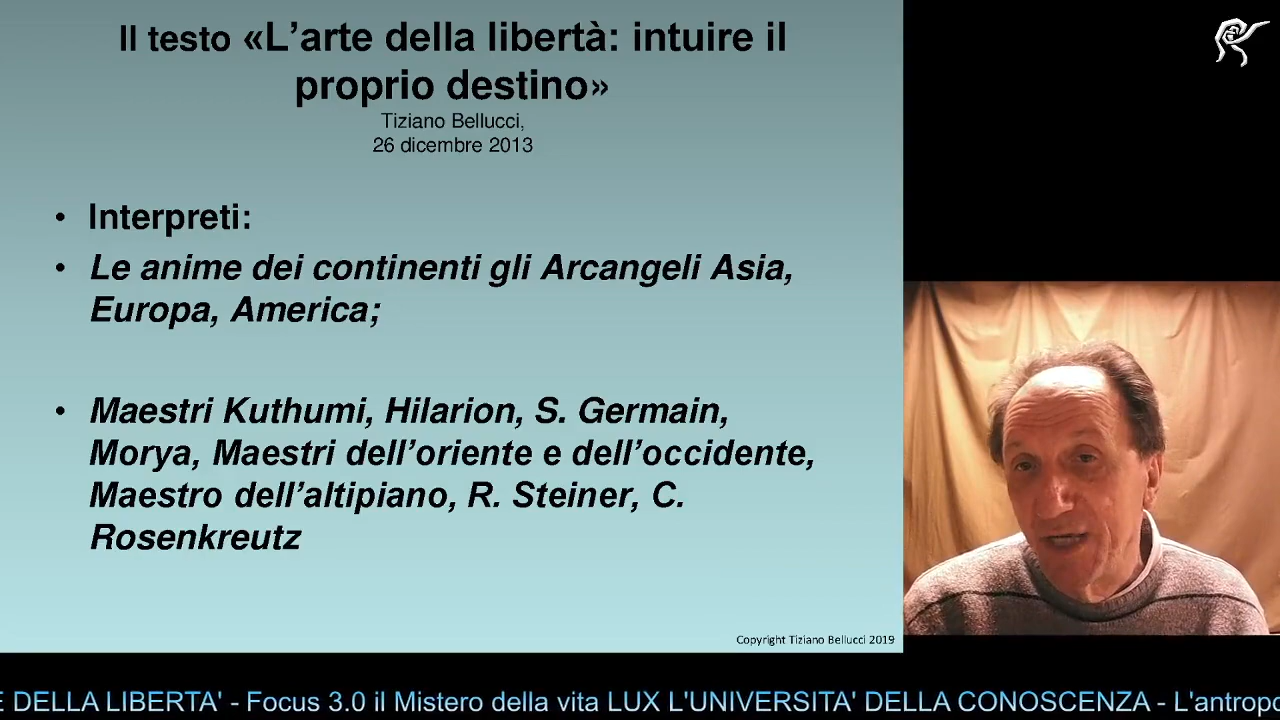 Il testo «L’arte della libertà: intuire il
proprio destino»
Tiziano Bellucci,
26 dicembre 2013
• Interpreti:
• Le anime dei continenti gli Arcangeli Asia,
Europa, America;
• Maestri Kuthumi, Hilarion, S. Germain,
Morya, Maestri dell’oriente e dell’occidente,
Maestro dell’altipiano, R. Steiner, C.
Rosenkreutz
Copyright Tiziano Bellucci 2019
E DELLA LIBERTA' - Focus 3.0 il Mistero della vita LUX L'UNIVERSITA' DELLA CONOSCENZA - L'antropo